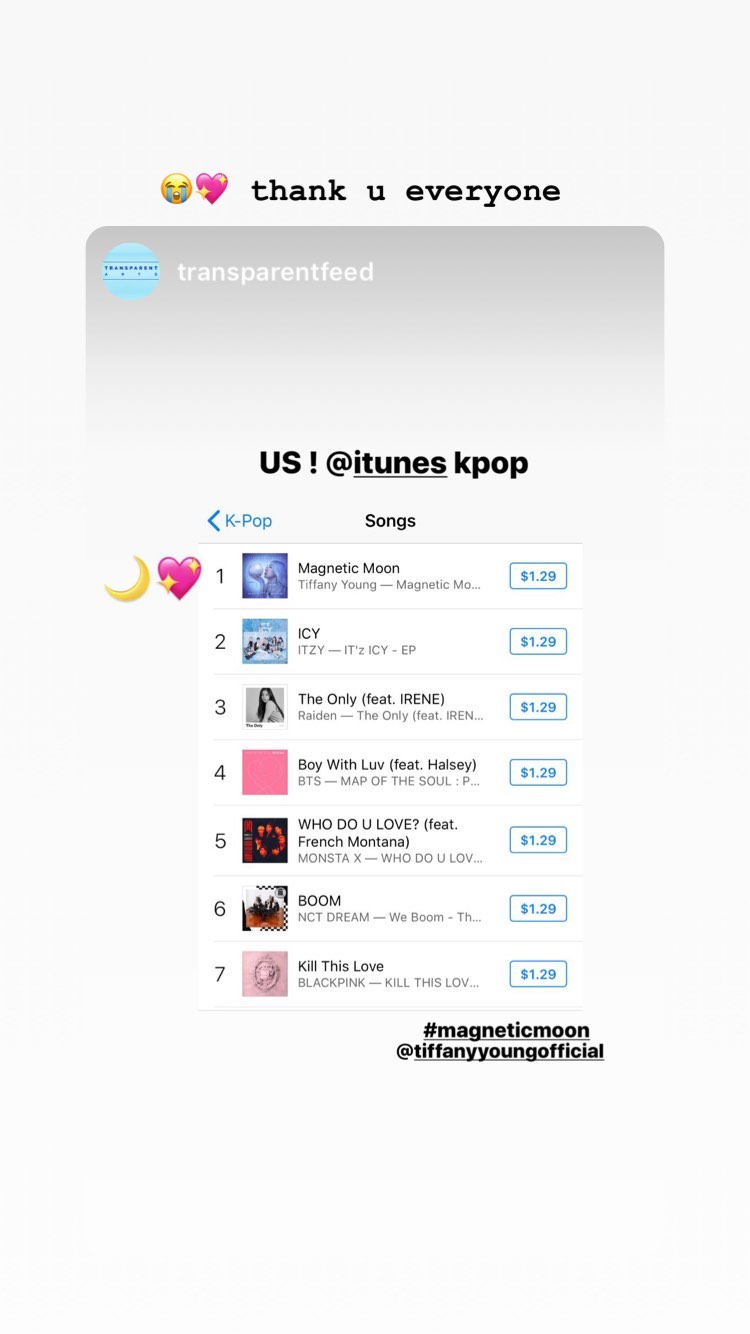 😭💖 thank u everyone
TRANSPARENT
A R T S
transparentfeed
US ! @itunes kpop
K-Pop
Songs
🌙💖
1
Magnetic Moon
Tiffany Young — Magnetic Mo...
$1.29
2
ICY
ITZY — IT'z ICY - EP
$1.29
3
The Only (feat. IRENE)
Raiden — The Only (feat. IREN...
$1.29
The Only
4
Boy With Luv (feat. Halsey)
BTS — MAP OF THE SOUL : P...
$1.29
5
WHO DO U LOVE? (feat.
French Montana)
MONSTA X — WHO DO U LOV...
$1.29
6
BOOM
NCT DREAM — We Boom - Th...
$1.29
7
Kill This Love
BLACKPINK — KILL THIS LOV...
$1.29
#magneticmoon
@tiffanyyoungofficial